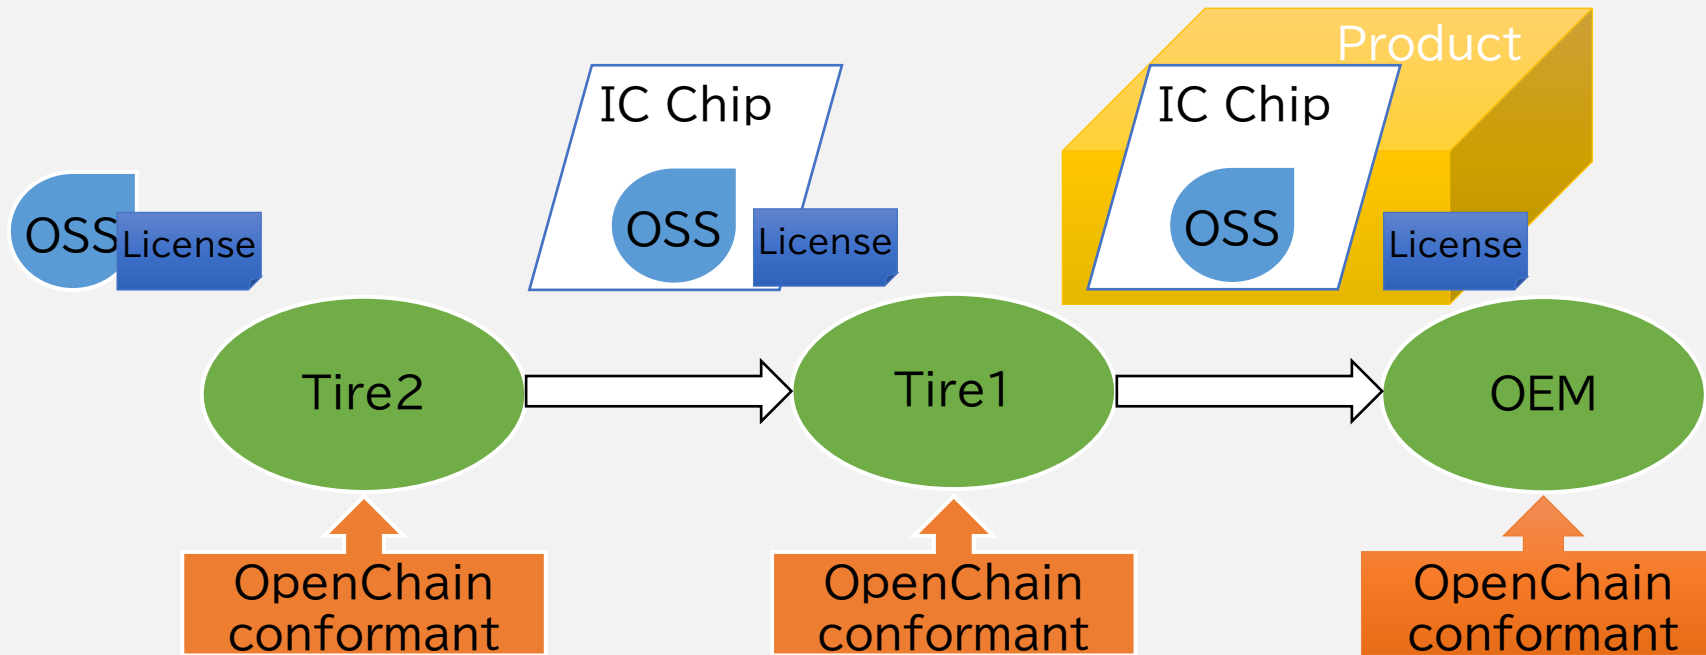 Product
IC Chip
IC Chip
OSS
License
OSS
License
OSS
License
Tire2
Tire1
OEM
OpenChain
conformant
OpenChain
conformant
OpenChain
conformant